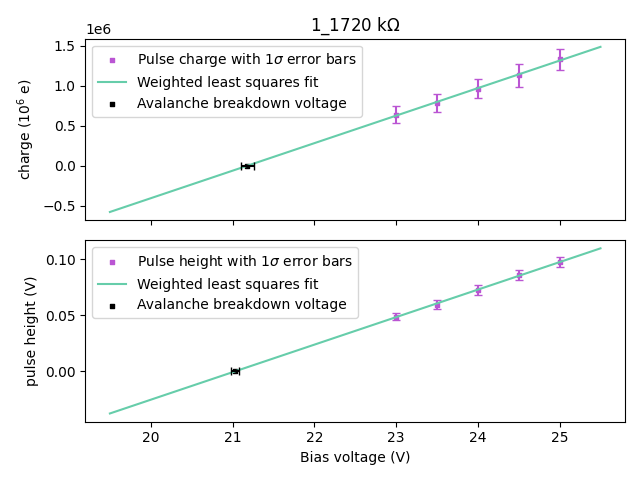 1_1720 kΩ
1e6
1.5
1.0
0.5
0.0
−0.5
charge (10⁶ e)
Pulse charge with 1σ error bars
Weighted least squares fit
Avalanche breakdown voltage
0.10
0.05
0.00
pulse height (V)
Pulse height with 1σ error bars
Weighted least squares fit
Avalanche breakdown voltage
20 21 22 23 24 25
Bias voltage (V)